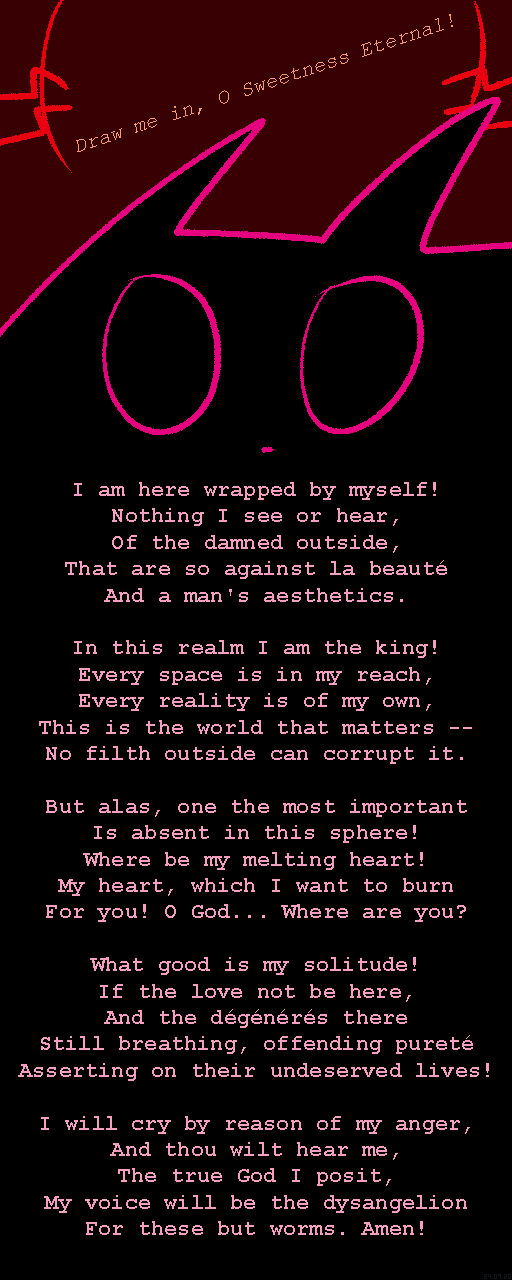 Draw me in, O Sweetness Eternal!
I am here wrapped by myself!
Nothing I see or hear,
Of the damned outside,
That are so against la beauté
And a man's aesthetics.
In this realm I am the king!
Every space is in my reach,
Every reality is of my own,
This is the world that matters --
No filth outside can corrupt it.
But alas, one the most important
Is absent in this sphere!
Where be my melting heart!
My heart, which I want to burn
For you! O God... Where are you?
What good is my solitude!
If the love not be here,
And the dégénérés there
Still breathing, offending pureté
Asserting on their undeserved lives!
I will cry by reason of my anger,
And thou wilt hear me,
The true God I posit,
My voice will be the dysangelion
For these but worms. Amen!